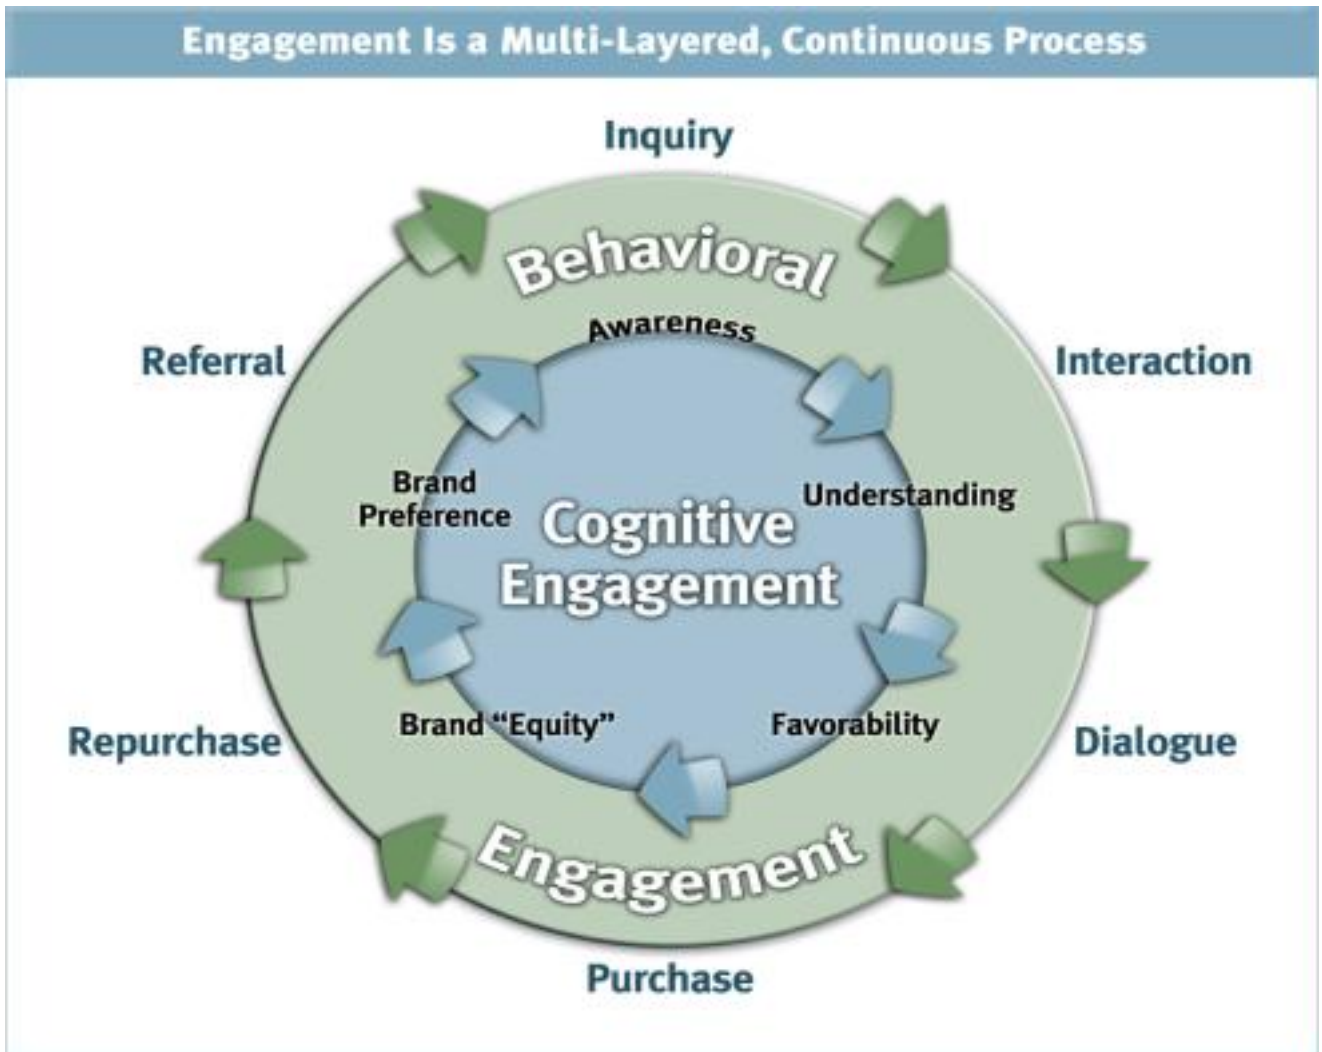 Engagement Is a Multi-Layered, Continuous Process
Inquiry
Behavioral
Awareness
Referral
Interaction
Brand
Preference
Understanding
Cognitive
Engagement
Brand “Equity”
Favorability
Repurchase
Dialogue
Engagement
Purchase